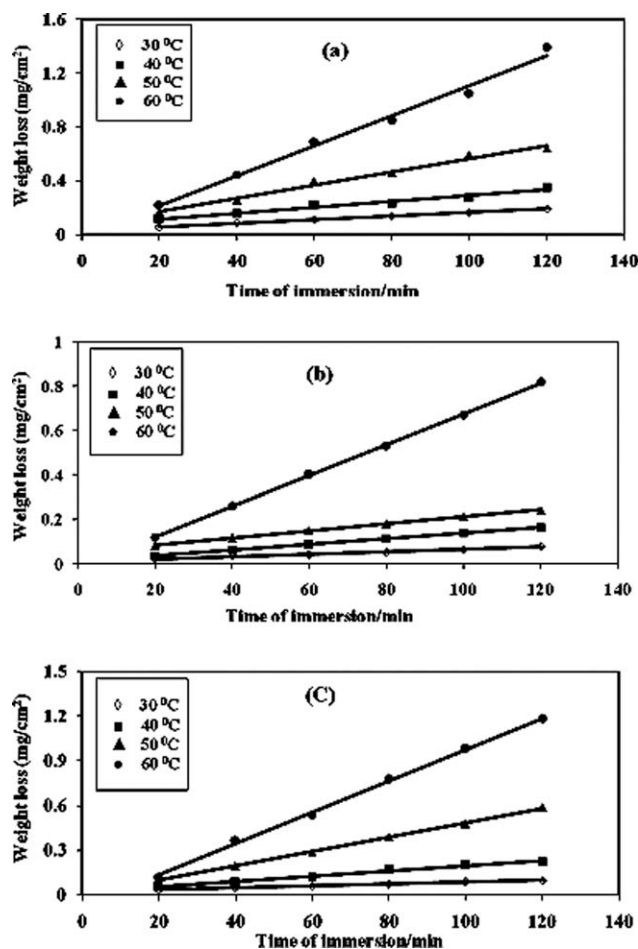 (a)
30 ⁰C
40 ⁰C
50 ⁰C
60 ⁰C
Weight loss (mg/cm²)
1.6
1.2
0.8
0.4
0
0 20 40 60 80 100 120 140
Time of immersion/min
(b)
30 ⁰C
40 ⁰C
50 ⁰C
60 ⁰C
Weight loss (mg/cm²)
1
0.8
0.6
0.4
0.2
0
0 20 40 60 80 100 120 140
Time of immersion/min
(C)
30 ⁰C
40 ⁰C
50 ⁰C
60 ⁰C
Weight loss (mg/cm²)
1.5
1.2
0.9
0.6
0.3
0
0 20 40 60 80 100 120 140
Time of immersion/min